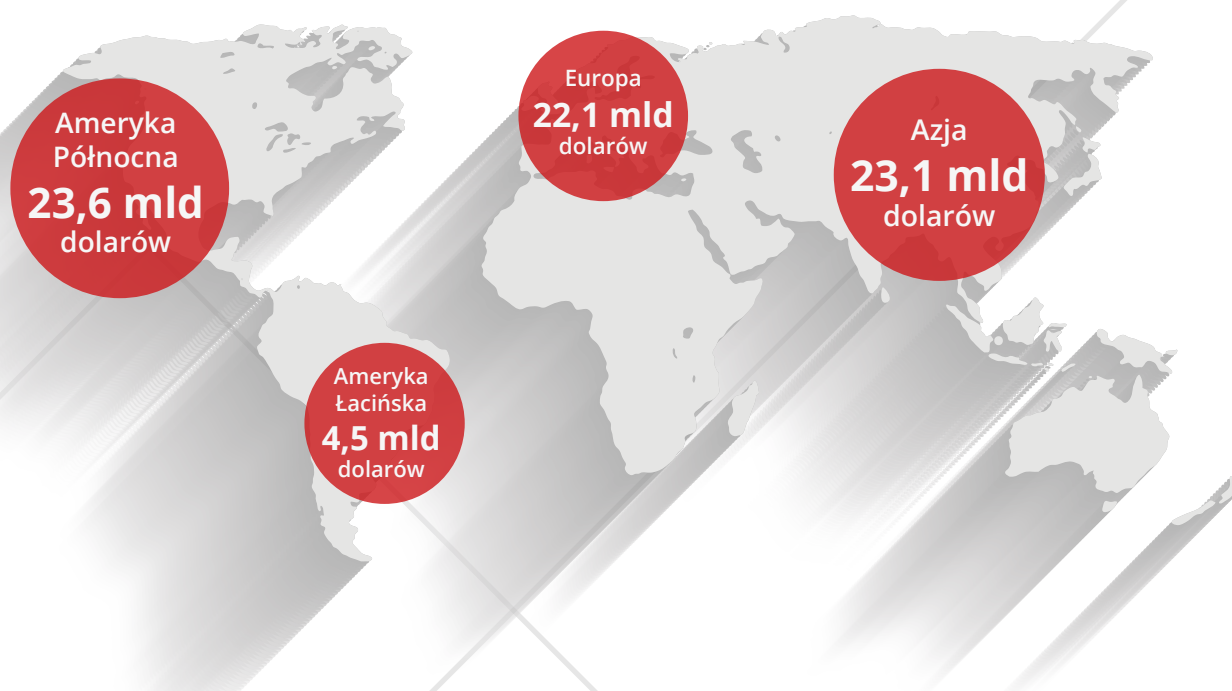 Ameryka
Północna
23,6 mld
dolarów
Europa
22,1 mld
dolarów
Azja
23,1 mld
dolarów
Ameryka
Łacińska
4,5 mld
dolarów